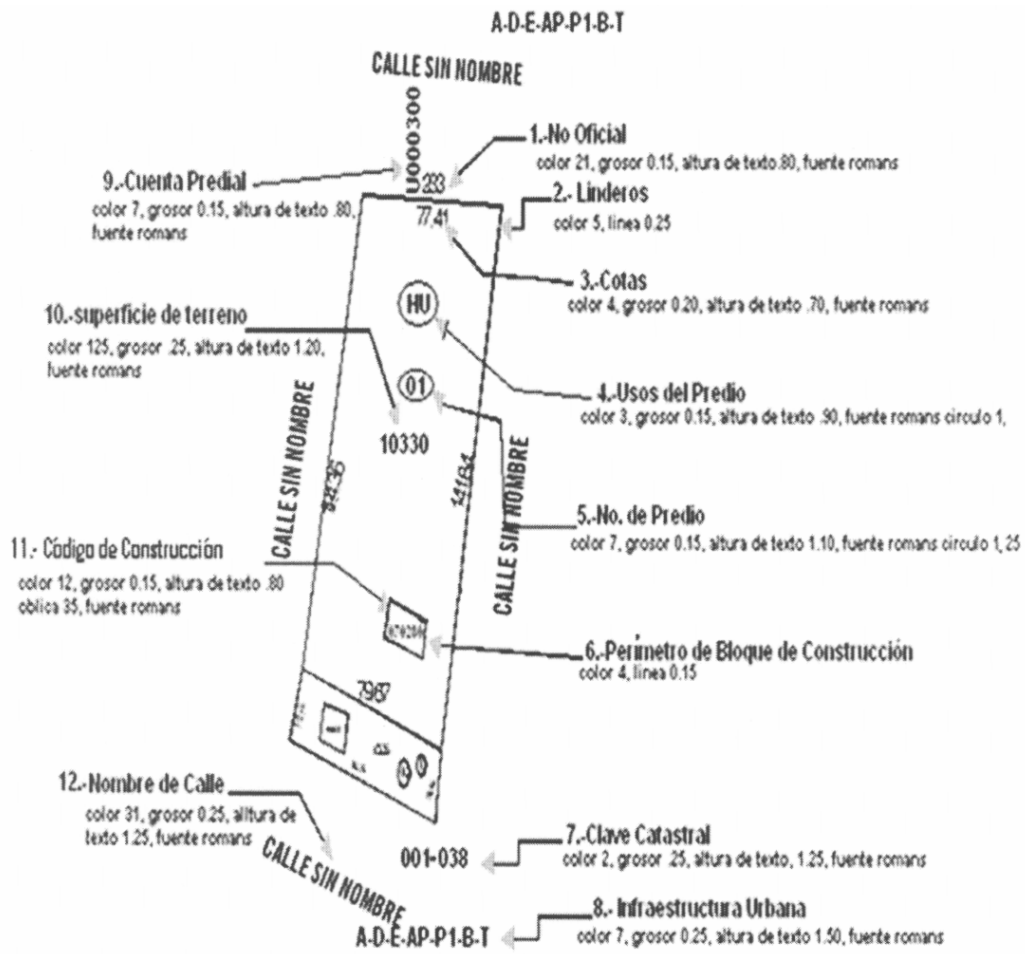 A-D-E-AP-P1-B-T
CALLE SIN NOMBRE
U000300
283
1.-No Oficial
color 21, grosor 0.15, altura de texto.80, fuente romans
9.-Cuenta Predial
color 7, grosor 0.15, altura de texto .80,
fuente romans
2.- Linderos
color 5, linea 0.25
77,41
3.-Cotas
color 4, grosor 0.20, altura de texto .70, fuente romans
HU
10.-superficie de terreno
color 125, grosor .25, altura de texto 1.20,
fuente romans
01
4.-Usos del Predio
color 3, grosor 0.15, altura de texto .90, fuente romans circulo 1,
10330
CALLE SIN NOMBRE
141.64
CALLE SIN NOMBRE
5.-No. de Predio
color 7, grosor 0.15, altura de texto 1.10, fuente romans circulo 1, 25
11.- Código de Construcción
color 12, grosor 0.15, altura de texto .80
oblica 35, fuente romans
6.-Perímetro de Bloque de Construcción
color 4, linea 0.15
79.67
12.-Nombre de Calle
color 31, grosor 0.25, alltura de
texto 1.25, fuente romans
CALLE SIN NOMBRE
001-038
7.-Clave Catastral
color 2, grosor .25, altura de texto, 1.25, fuente romans
8.- Infraestructura Urbana
color 7, grosor 0.25, altura de texto 1.50, fuente romans
A-D-E-AP-P1-B-T